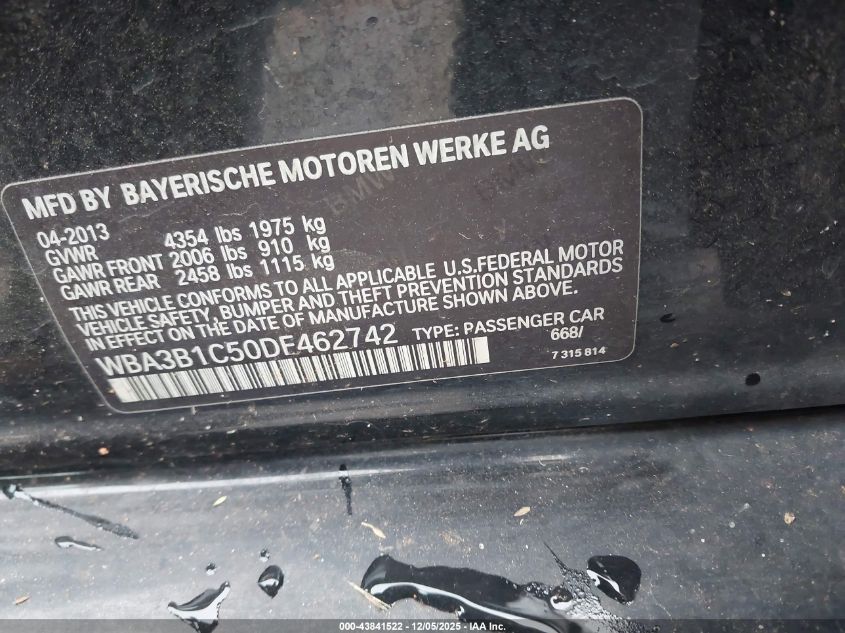 MFD BY BAYERISCHE MOTOREN WERKE AG
04-2013
GVWR 4354 lbs 1975 kg
GAWR FRONT 2006 lbs 910 kg
GAWR REAR 2458 lbs 1115 kg
THIS VEHICLE CONFORMS TO ALL APPLICABLE U.S.FEDERAL MOTOR
VEHICLE SAFETY, BUMPER AND THEFT PREVENTION STANDARDS
IN EFFECT ON THE DATE OF MANUFACTURE SHOWN ABOVE.
WBA3B1C50DF462742 TYPE: PASSENGER CAR
668/
7 315 814
000-43841522 - 12/05/2025 - IAA Inc.